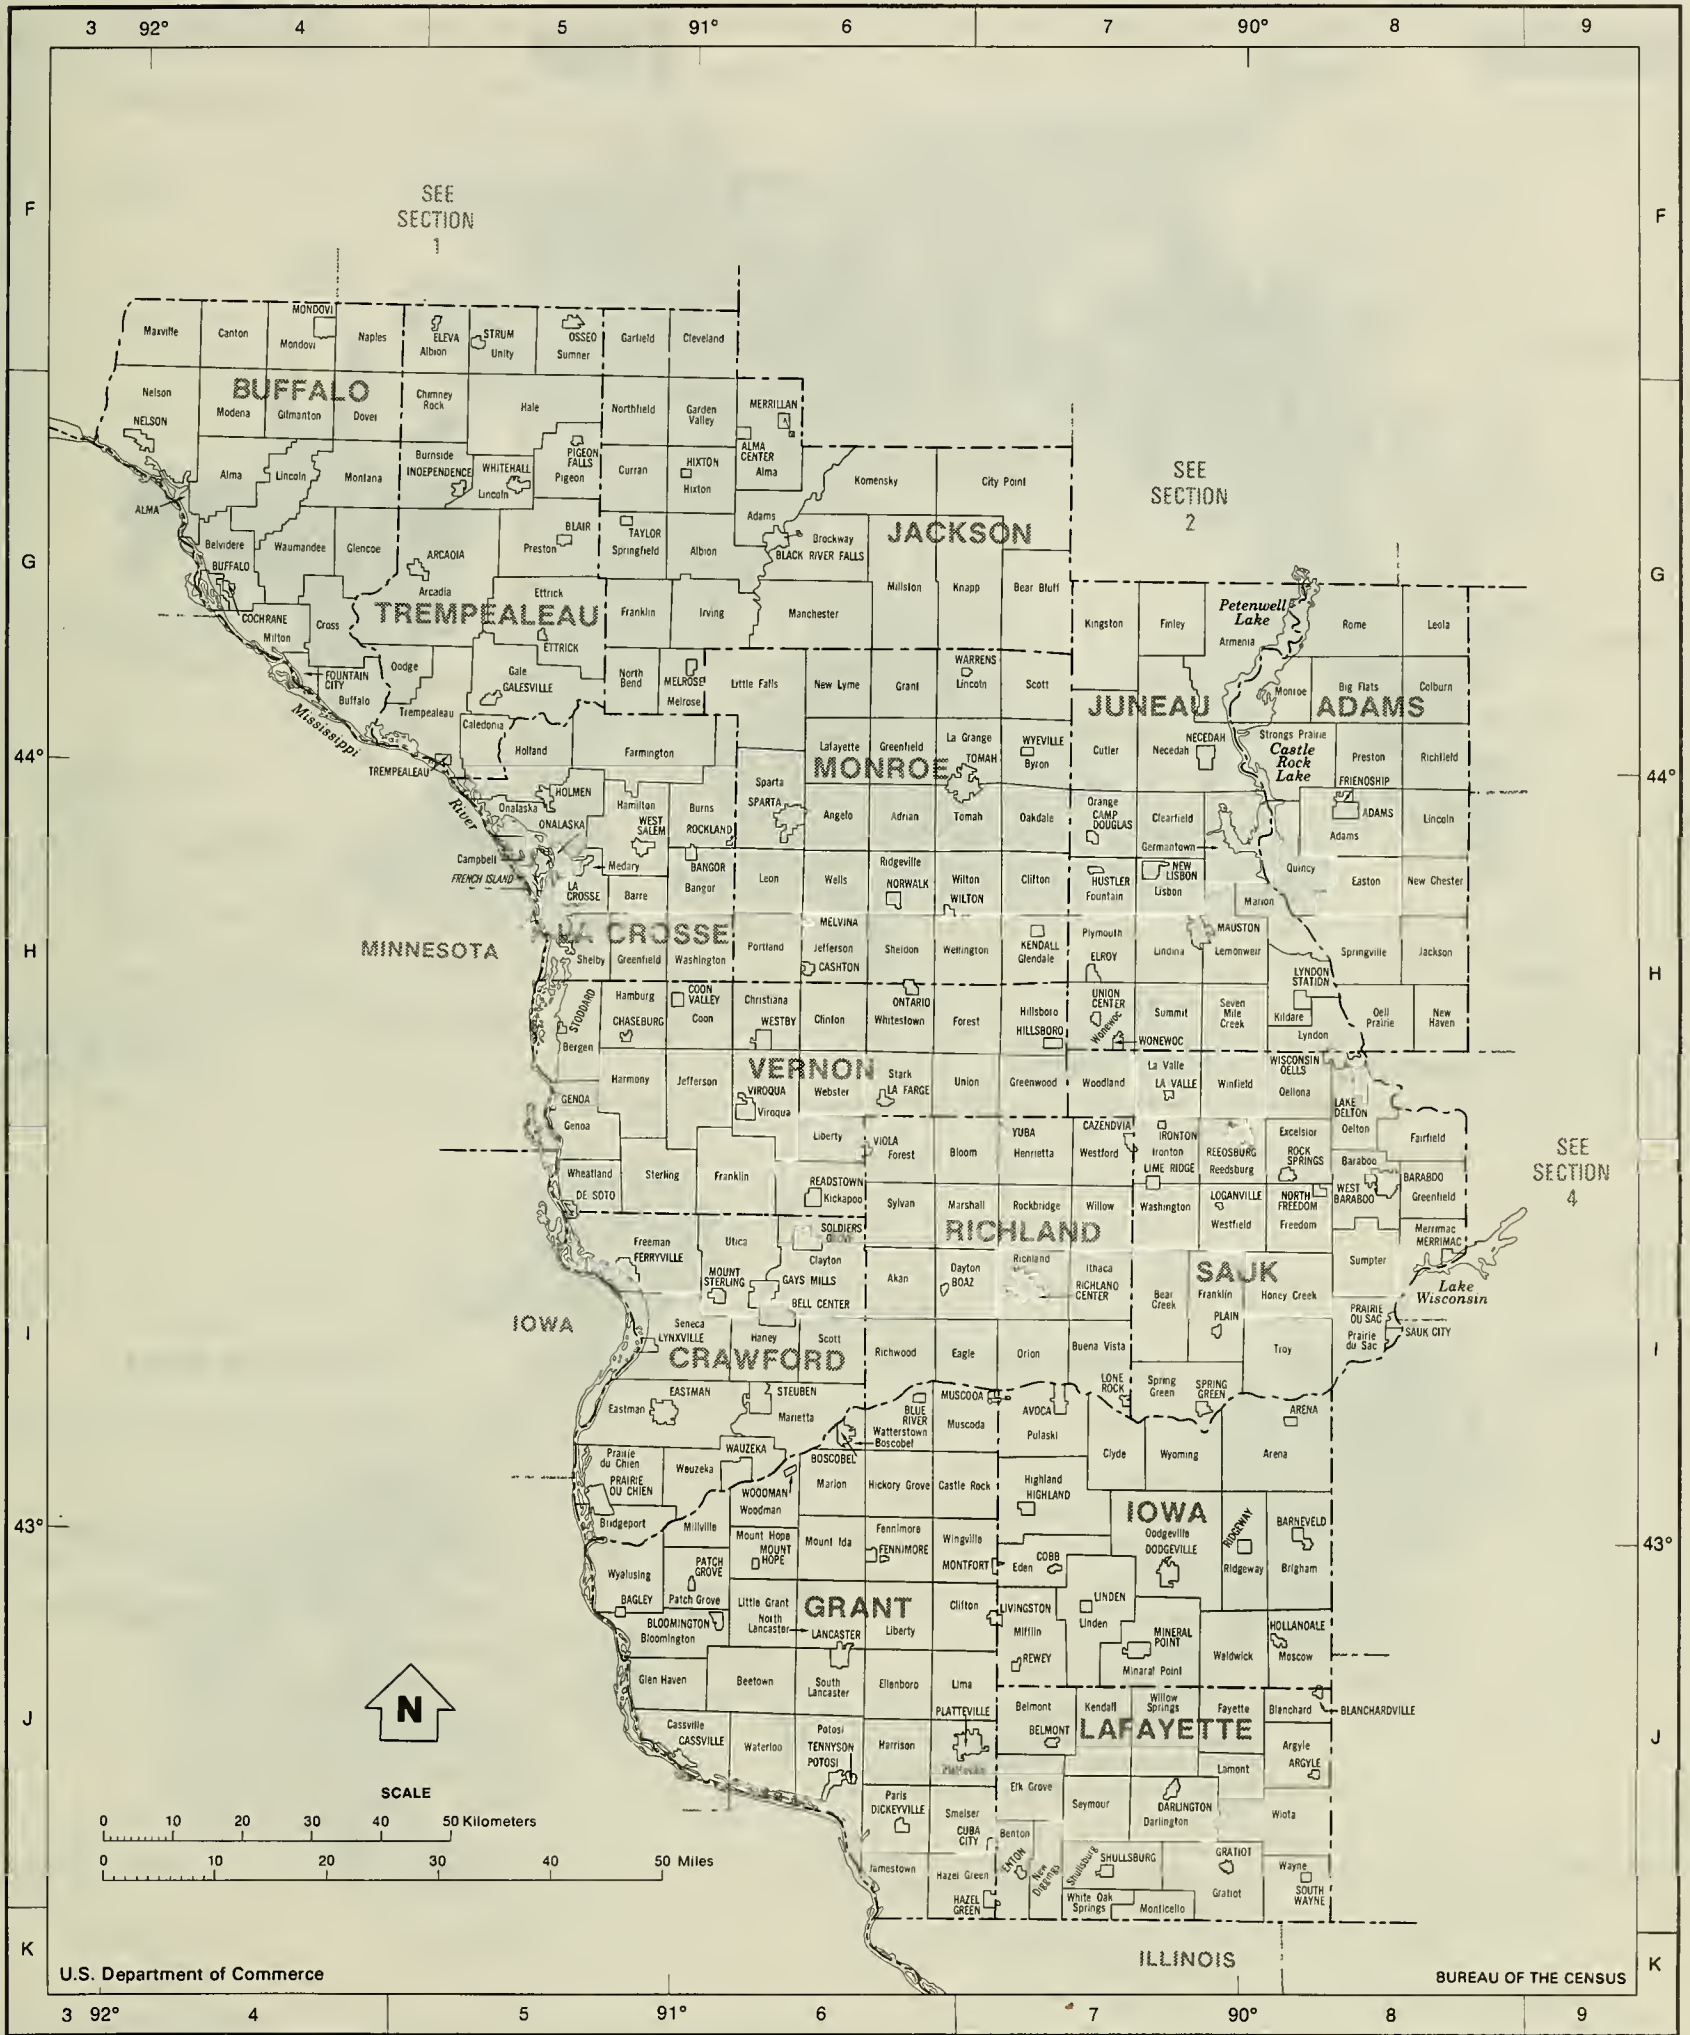 3 92° 4 5 91° 6 7 90° 8 9
F
F
SEE
SECTION
1
MONDOVI
Maxville
Canton
Mondovi
Naples
ELEVA
Albion
STRUM
Unity
OSSEO
Sumner
Garfield
Cleveland
Nelson
NELSON
BUFFALO
Modena
Gilmanton
Dover
Chimney
Rock
Hale
Northfield
Garden
Valley
MERRILLAN
ALMA
CENTER
Alma
Alma
Lincoln
Montana
Burnside
INDEPENDENCE
WHITEHALL
Lincoln
PIGEON
FALLS
Pigeon
Curran
HIXTON
Hixton
Komensky
City Point
SEE
SECTION
2
ALMA
Belvidere
Waumandee
Glencoe
ARCADIA
Arcadia
Preston
BLAIR
TAYLOR
Springfield
Albion
Adams
Brockway
BLACK RIVER FALLS
JACKSON
G
G
BUFFALO
COCHRANE
Milton
Cross
Ettrick
TREMPEALEAU
ETTRICK
Franklin
Irving
Manchester
Millston
Knapp
Bear Bluff
Kingston
Finley
Petenwell
Lake
Armenia
Rome
Leola
FOUNTAIN
CITY
Buffalo
Dodge
Trempealeau
Gale
GALESVILLE
North
Bend
MELROSE
Melrose
Little Falls
New Lyme
Grant
WARRENS
Lincoln
Scott
JUNEAU
Monroe
Big Flats
Colburn
ADAMS
Mississippi
River
44°
44°
TREMPEALEAU
Caledonia
Holland
Farmington
Lafayette
Greenfield
La Grange
TOMAH
MONROE
WYEVILLE
Byron
Cutler
Necedah
NECEDAH
Strongs Prairie
Castle
Rock
Lake
Preston
FRIENDSHIP
Richfield
Onalaska
HOLMEN
ONALASKA
Hamilton
WEST
SALEM
Burns
ROCKLAND
Sparta
SPARTA
Angelo
Adrian
Tomah
Oakdale
Orange
CAMP
DOUGLAS
Clearfield
Germantown
ADAMS
Adams
Lincoln
Campbell
FRENCH ISLAND
Medary
LA
CROSSE
Barre
BANGOR
Bangor
Leon
Wells
Ridgeville
NORWALK
Wilton
WILTON
Clifton
HUSTLER
Fountain
NEW
LISBON
Lisbon
Quincy
Easton
New Chester
Marion
MINNESOTA
H
H
LA CROSSE
Shelby
Greenfield
Washington
Portland
MELVINA
Jefferson
CASHTON
Sheldon
Wellington
KENDALL
Glendale
Plymouth
ELROY
Lindina
MAUSTON
Lemonweir
LYNDON
STATION
Springville
Jackson
STODDARD
Bergen
Hamburg
CHASEBURG
COON
VALLEY
Coon
Christiana
WESTBY
Clinton
ONTARIO
Whitestown
Forest
Hillsboro
HILLSBORO
UNION
CENTER
Wonewoc
WONEWOC
Summit
Seven
Mile
Creek
Kildare
Lyndon
Dell
Prairie
New
Haven
GENOA
Genoa
Harmony
Jefferson
VERNON
VIROQUA
Viroqua
Webster
Stark
LA FARGE
Union
Greenwood
Woodland
La Valle
LA VALLE
Winfield
WISCONSIN
DELLS
Dellona
LAKE
DELTON
Delton
Fairfield
Liberty
VIOLA
Forest
Bloom
YUBA
Henrietta
CAZENOVIA
Westford
IRONTON
Ironton
LIME RIDGE
REEDSBURG
Reedsburg
Excelsior
ROCK
SPRINGS
Baraboo
WEST
BARABOO
BARABOO
Greenfield
SEE
SECTION
4
Wheatland
DE SOTO
Sterling
Franklin
READSTOWN
Kickapoo
Sylvan
Marshall
Rockbridge
Willow
RICHLAND
Washington
LOGANVILLE
Westfield
NORTH
FREEDOM
Freedom
Merrimac
MERRIMAC
Freeman
FERRYVILLE
Utica
SOLDIERS
GROVE
Clayton
MOUNT
STERLING
GAYS MILLS
BELL CENTER
Akan
Dayton
BOAZ
Richland
Ithaca
RICHLAND
CENTER
SAUK
Bear
Creek
Franklin
PLAIN
Honey Creek
Sumpter
Lake
Wisconsin
IOWA
I
I
Seneca
LYNXVILLE
Haney
Scott
CRAWFORD
Richwood
Eagle
Orion
Buena Vista
Troy
PRAIRIE
DU SAC
Prairie
du Sac
SAUK CITY
EASTMAN
Eastman
STEUBEN
Marietta
BLUE
RIVER
Watterstown
Boscobel
BOSCOBEL
MUSCODA
Muscoda
AVOCA
Pulaski
LONE
ROCK
Spring
Green
SPRING
GREEN
ARENA
Arena
Clyde
Wyoming
Prairie
du Chien
PRAIRIE
DU CHIEN
Wauzeka
WAUZEKA
WOODMAN
Woodman
Marion
Hickory Grove
Castle Rock
Highland
HIGHLAND
43°
43°
Bridgeport
Millville
Mount Hope
MOUNT
HOPE
Mount Ida
Fennimore
FENNIMORE
Wingville
MONTFORT
Eden
COBB
IOWA
Dodgeville
DODGEVILLE
RIDGEWAY
Ridgeway
BARNEVELD
Brigham
Wyalusing
BAGLEY
PATCH
GROVE
Patch Grove
BLOOMINGTON
Bloomington
Little Grant
North
Lancaster
GRANT
LANCASTER
Liberty
Clifton
LIVINGSTON
Mifflin
REWEY
LINDEN
Linden
MINERAL
POINT
Mineral Point
Waldwick
HOLLANDALE
Moscow
Glen Haven
Beetown
South
Lancaster
Ellenboro
Lima
PLATTEVILLE
Platteville
Belmont
BELMONT
Kendall
Willow
Springs
Fayette
LAFAYETTE
Blanchard
BLANCHARDVILLE
N
J
J
Cassville
CASSVILLE
Waterloo
Potosi
TENNYSON
POTOSI
Harrison
Argyle
ARGYLE
Lamont
Elk Grove
Seymour
DARLINGTON
Darlington
Wiota
Paris
DICKEYVILLE
Smelser
CUBA
CITY
Benton
BENTON
New
Diggings
Shullsburg
SHULLSBURG
GRATIOT
Gratiot
Wayne
SOUTH
WAYNE
Jamestown
Hazel Green
HAZEL
GREEN
White Oak
Springs
Monticello
SCALE
0 10 20 30 40 50 Kilometers
0 10 20 30 40 50 Miles
K
K
ILLINOIS
U.S. Department of Commerce
BUREAU OF THE CENSUS
3 92° 4 5 91° 6 7 90° 8 9